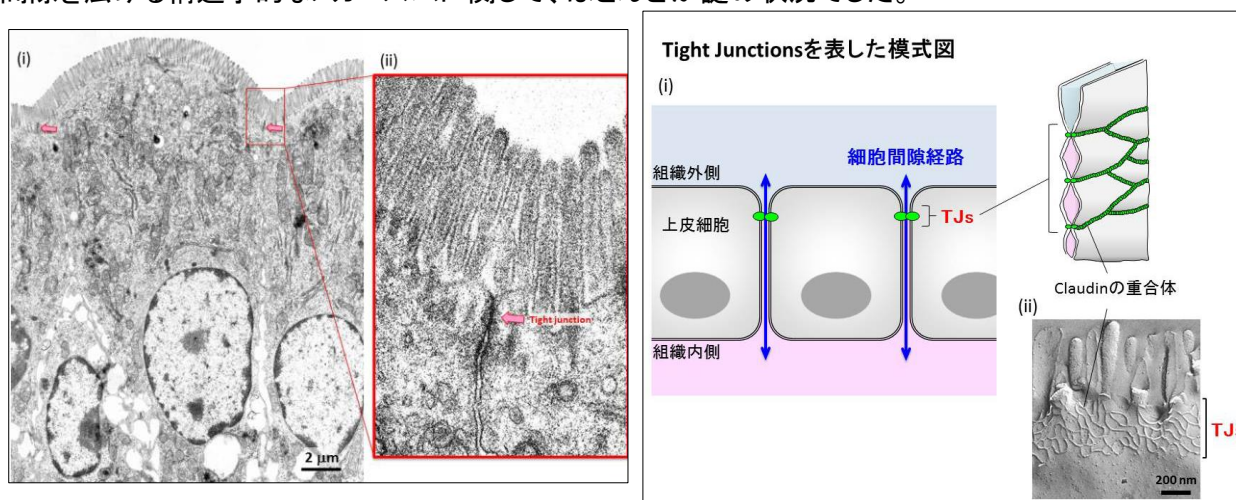 (i)
(ii)
Tight junction
2 μm
Tight Junctionsを表した模式図
(i)
組織外側
細胞間隙経路
上皮細胞
TJs
組織内側
Claudinの重合体
(ii)
TJ
200 nm